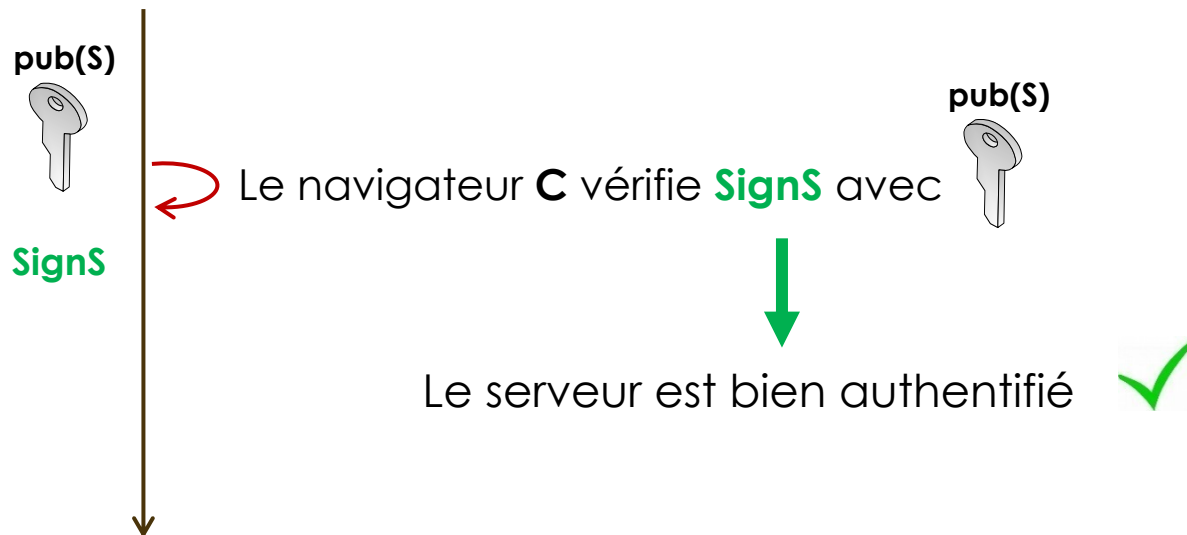 pub(S)
pub(S)
Le navigateur C vérifie SignS avec
SignS
Le serveur est bien authentifié